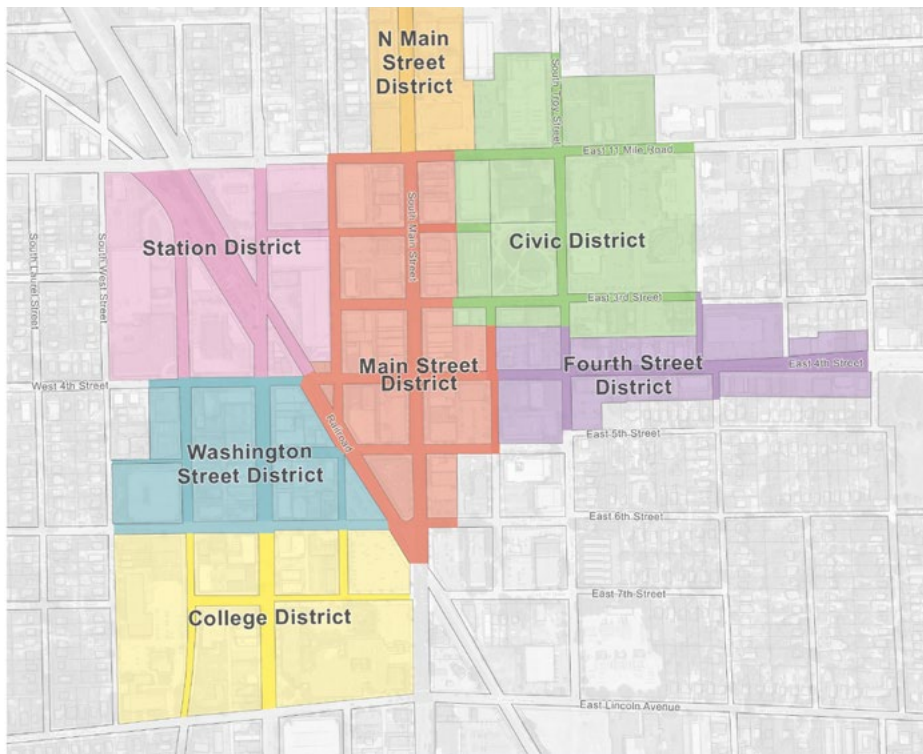 N Main
Street
District
South Troy Street
East 11 Mile Road
South Main Street
Station District
Civic District
South Laurel Street
South West Street
East 3rd Street
Main Street
District
Fourth Street
District
East 4th Street
West 4th Street
Railroad
East 5th Street
Washington
Street District
East 6th Street
East 7th Street
College District
East Lincoln Avenue